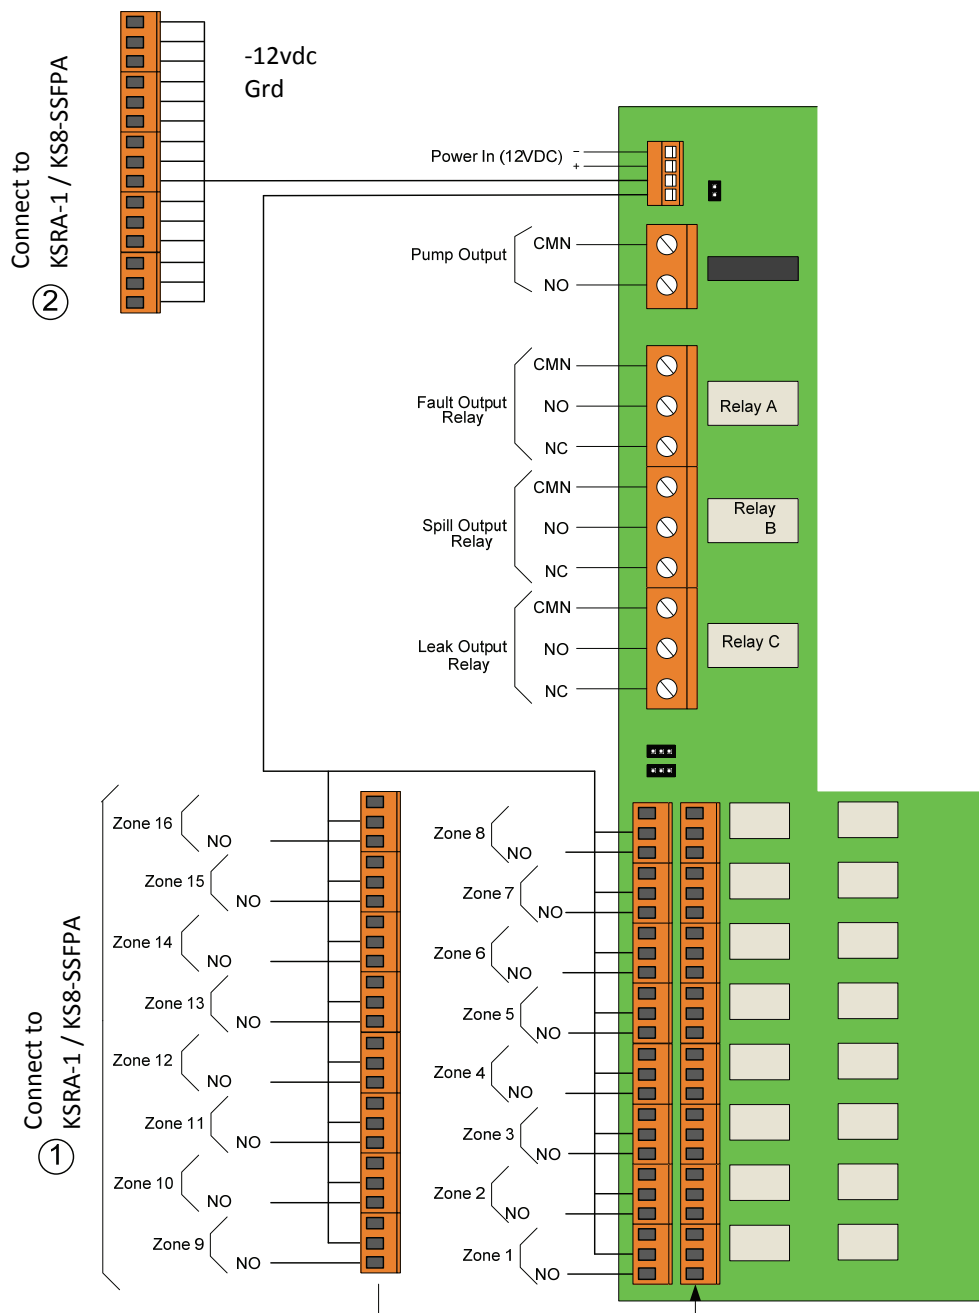 -12vdc
Grd
Connect to
KSRA-1 / KS8-SSFPA
2
Power In (12VDC)
-
+
Pump Output
CMN
NO
Fault Output
Relay
CMN
NO
NC
Relay A
Spill Output
Relay
CMN
NO
NC
Relay
B
Leak Output
Relay
CMN
NO
NC
Relay C
Connect to
KSRA-1 / KS8-SSFPA
1
Zone 16
NO
Zone 15
NO
Zone 14
NO
Zone 13
NO
Zone 12
NO
Zone 11
NO
Zone 10
NO
Zone 9
NO
Zone 8
NO
Zone 7
NO
Zone 6
NO
Zone 5
NO
Zone 4
NO
Zone 3
NO
Zone 2
NO
Zone 1
NO